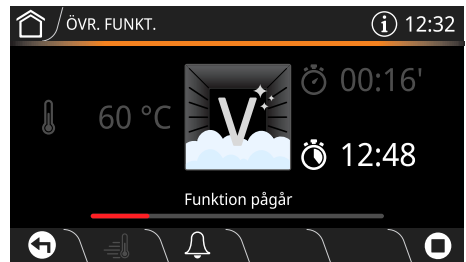 ÖVR. FUNKT. i 12:32
00:16'
60 °C
V
12:48
Funktion pågår